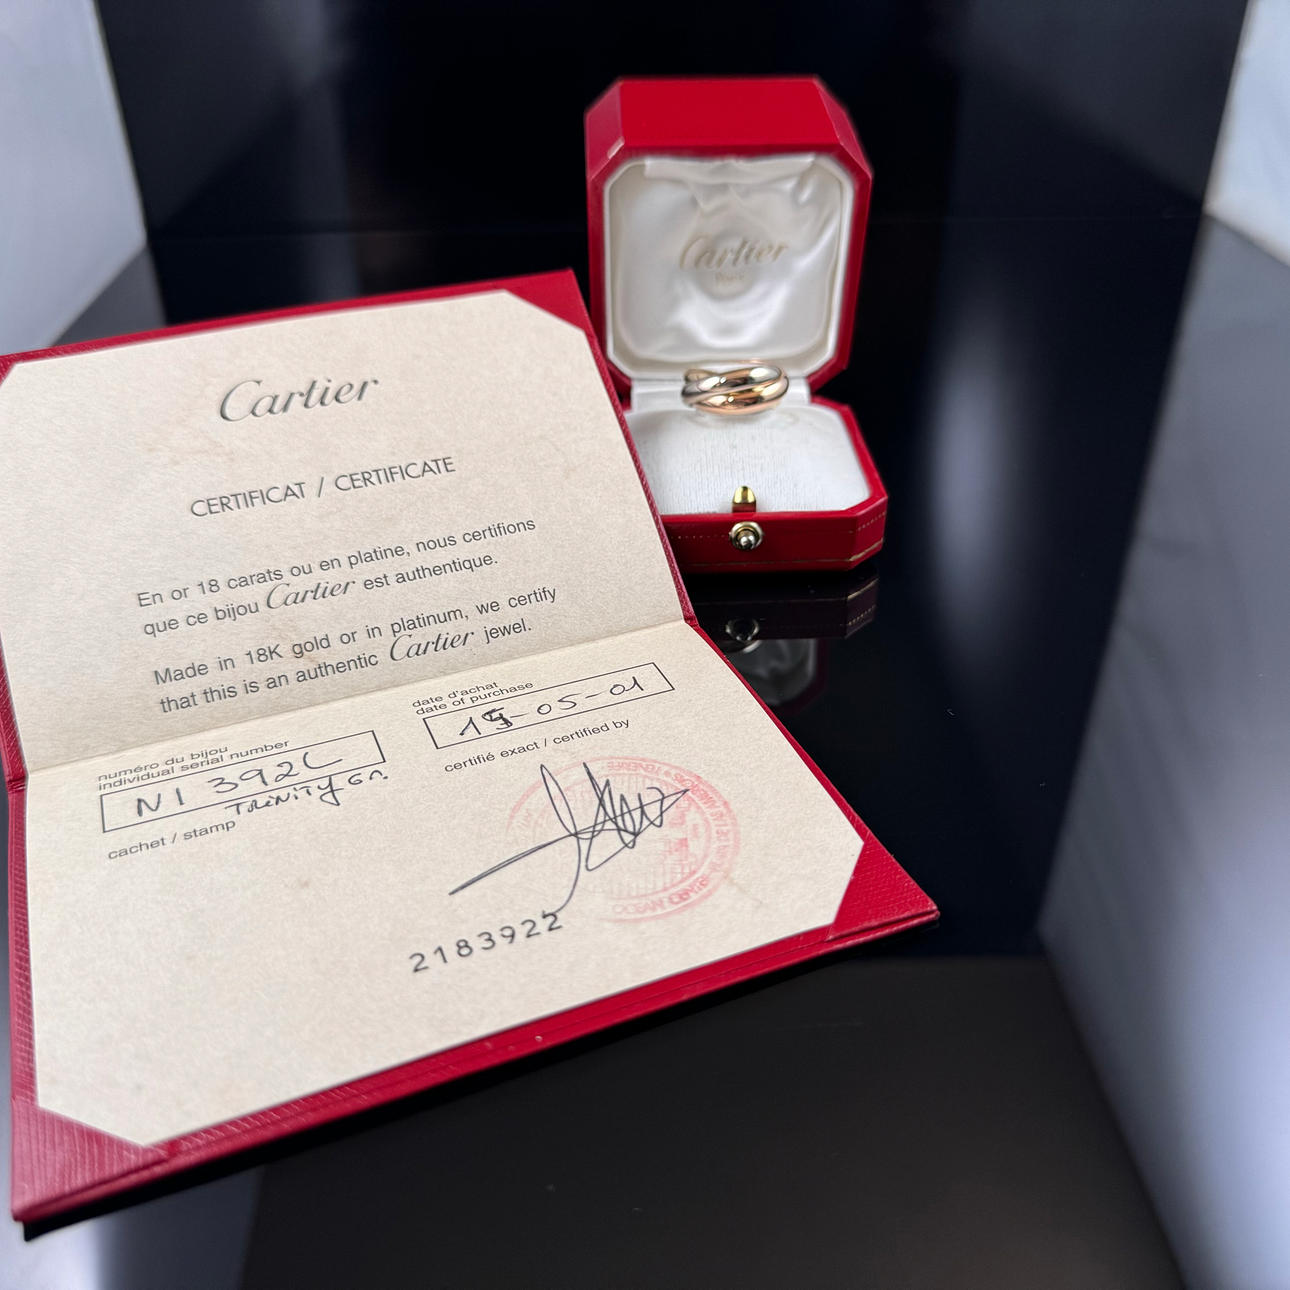 Cartier
Cartier
CERTIFICAT / CERTIFICATE
En or 18 carats ou en platine, nous certifions
que ce bijou Cartier est authentique.
Made in 18K gold or in platinum, we certify
that this is an authentic Cartier jewel.
numéro du bijou
individual serial number
N1 392C
TRINITY Gn.
cachet / stamp
date d'achat
date of purchase
-05-01
certifié exact / certified by
2183922